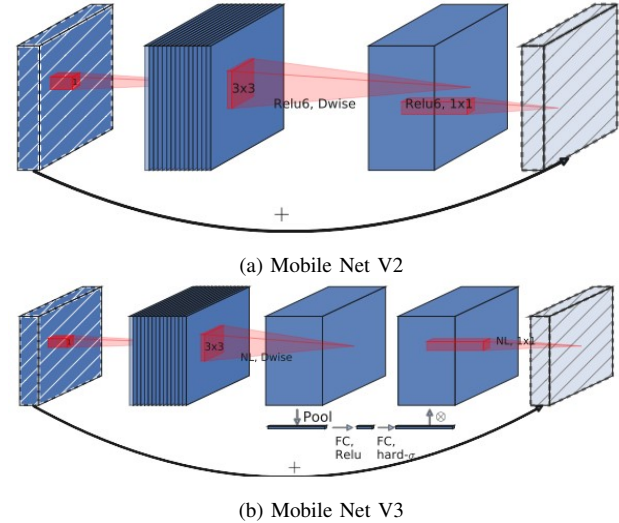 1
3x3
Relu6, Dwise
Relu6, 1x1
+
(a) Mobile Net V2
3x3
NL, Dwise
NL, 1x1
Pool
⊗
FC,
Relu
FC,
hard-σ
+
(b) Mobile Net V3